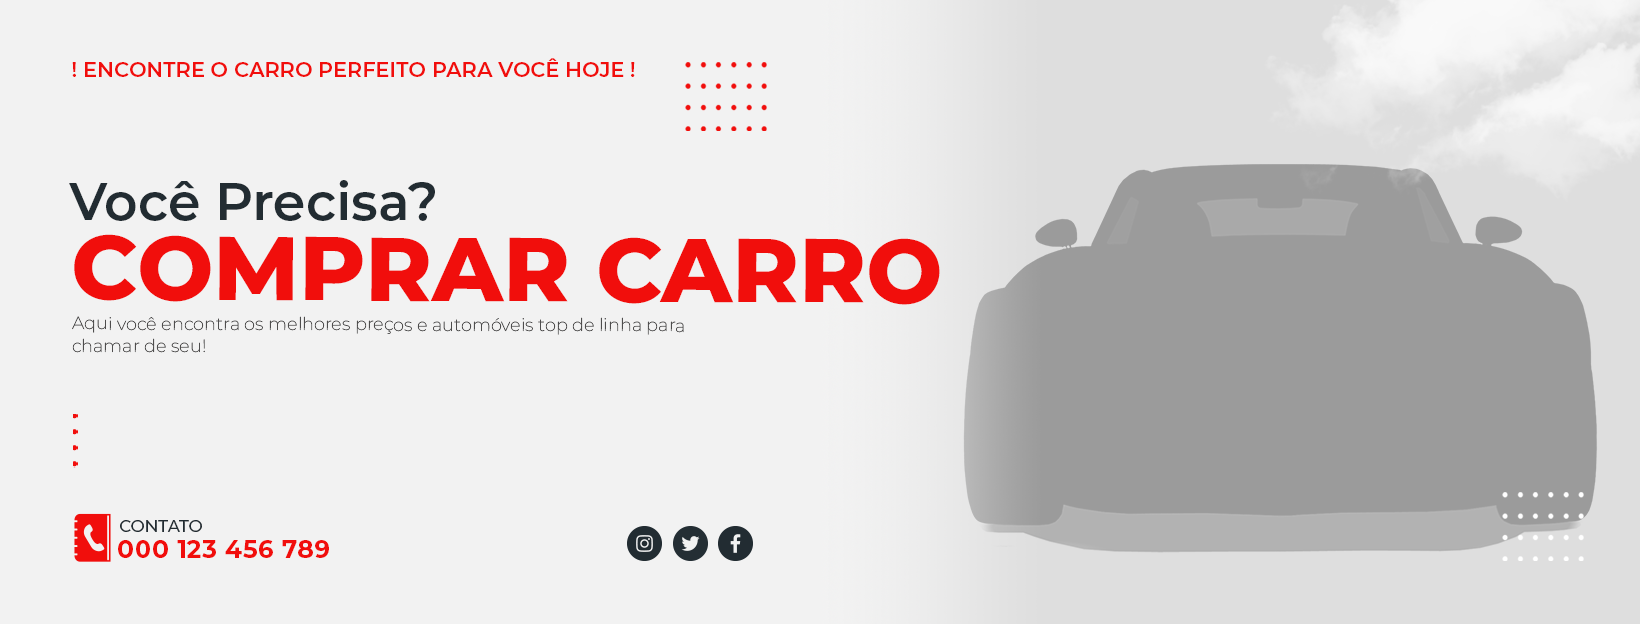 ! ENCONTRE O CARRO PERFEITO PARA VOCÊ HOJE !
Você Precisa?
COMPRAR CARRO
Aqui você encontra os melhores preços e automóveis top de linha para
chamar de seu!
CONTATO
000 123 456 789